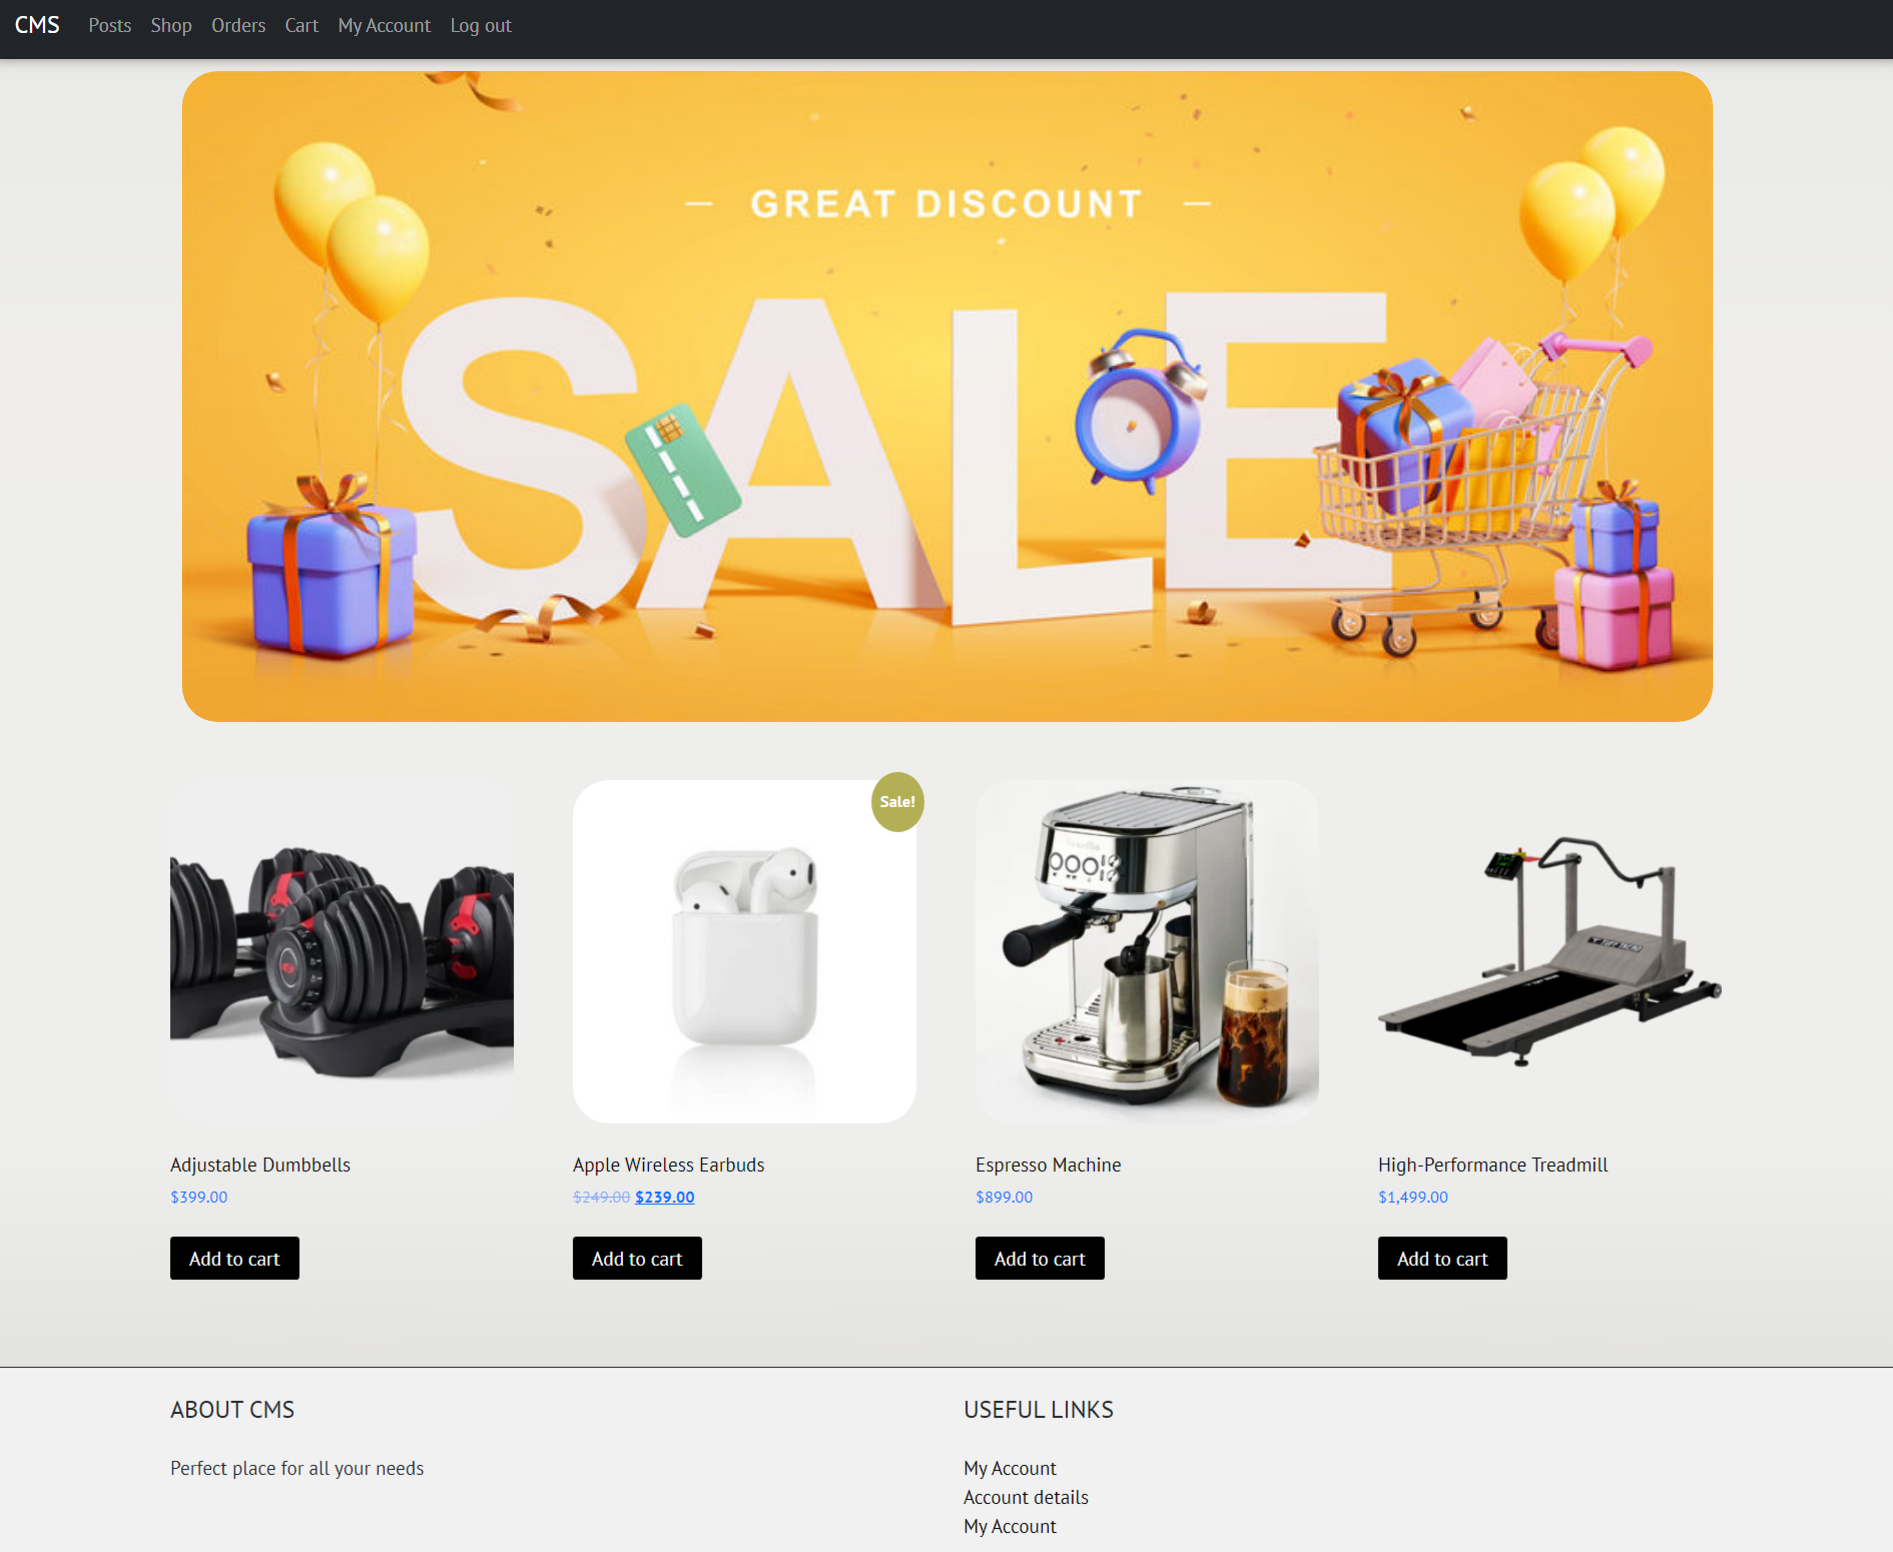 CMS Posts Shop Orders Cart My Account Log out
GREAT DISCOUNT
SALE
Sale!
Adjustable Dumbbells
$399.00
Add to cart
Apple Wireless Earbuds
$249.00 $239.00
Add to cart
Espresso Machine
$899.00
Add to cart
High-Performance Treadmill
$1,499.00
Add to cart
ABOUT CMS
Perfect place for all your needs
USEFUL LINKS
My Account
Account details
My Account